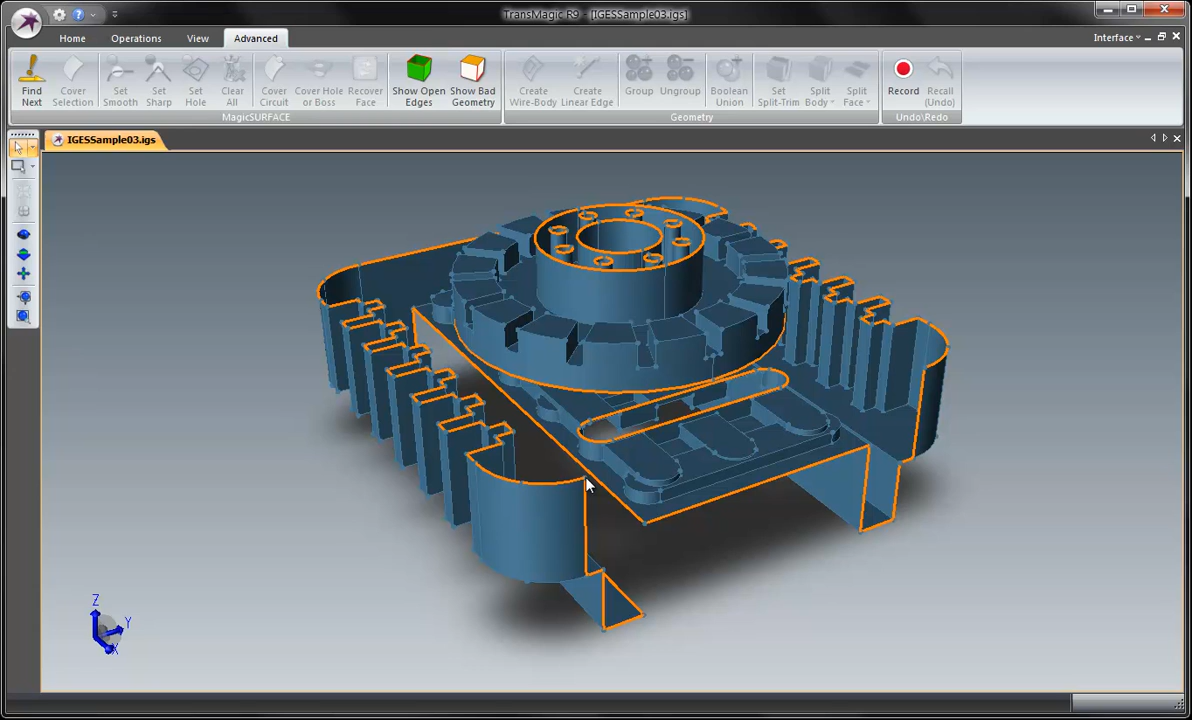 TransMagic R9 - [IGESSample03.igs]
Home Operations View Advanced Interface
Find Next
Cover Selection
Set Smooth
Set Sharp
Set Hole
Clear All
Cover Circuit
Cover Hole or Boss
Recover Face
Show Open Edges
Show Bad Geometry
Create Wire-Body
Create Linear Edge
Group
Ungroup
Boolean Union
Set Split-Trim
Split Body
Split Face
Record
Recall (Undo)
MagicSURFACE Geometry Undo\Redo
IGESSample03.igs
Z
Y
X